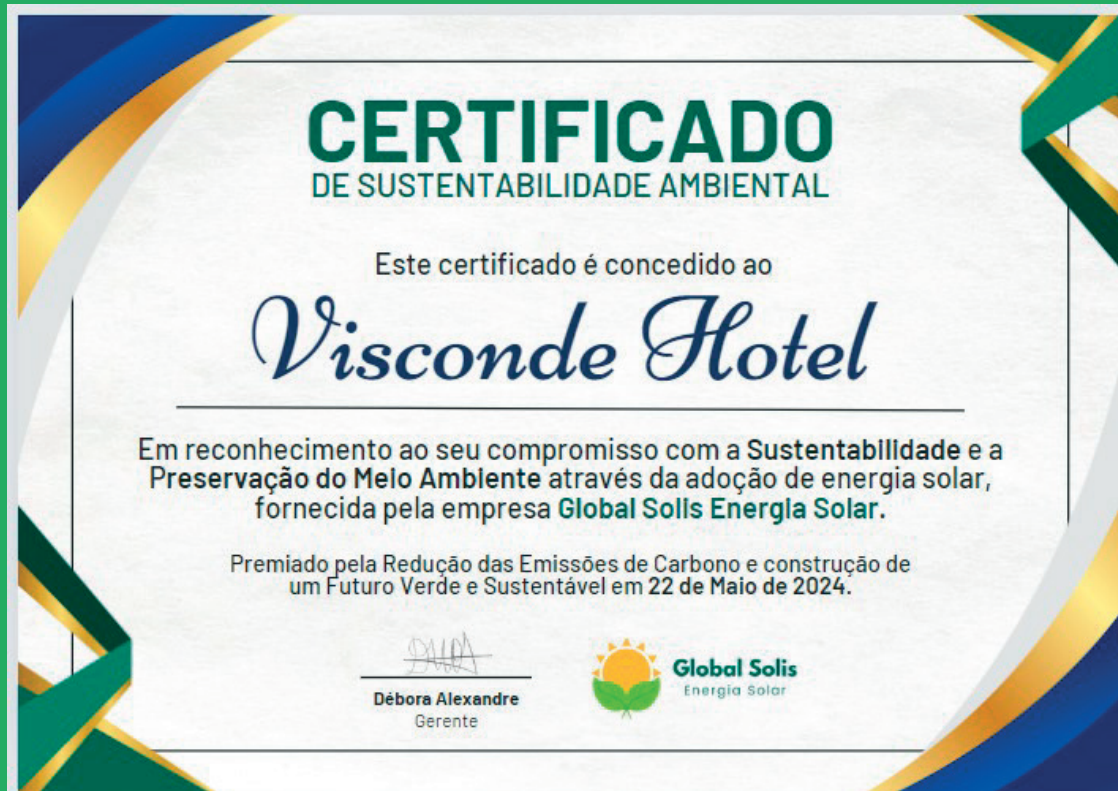 CERTIFICADO
DE SUSTENTABILIDADE AMBIENTAL
Este certificado é concedido ao
Visconde Hotel
Em reconhecimento ao seu compromisso com a Sustentabilidade e a
Preservação do Meio Ambiente através da adoção de energia solar,
fornecida pela empresa Global Solis Energia Solar.
Premiado pela Redução das Emissões de Carbono e construção de
um Futuro Verde e Sustentável em 22 de Maio de 2024.
Débora Alexandre
Gerente
Global Solis
Energia Solar